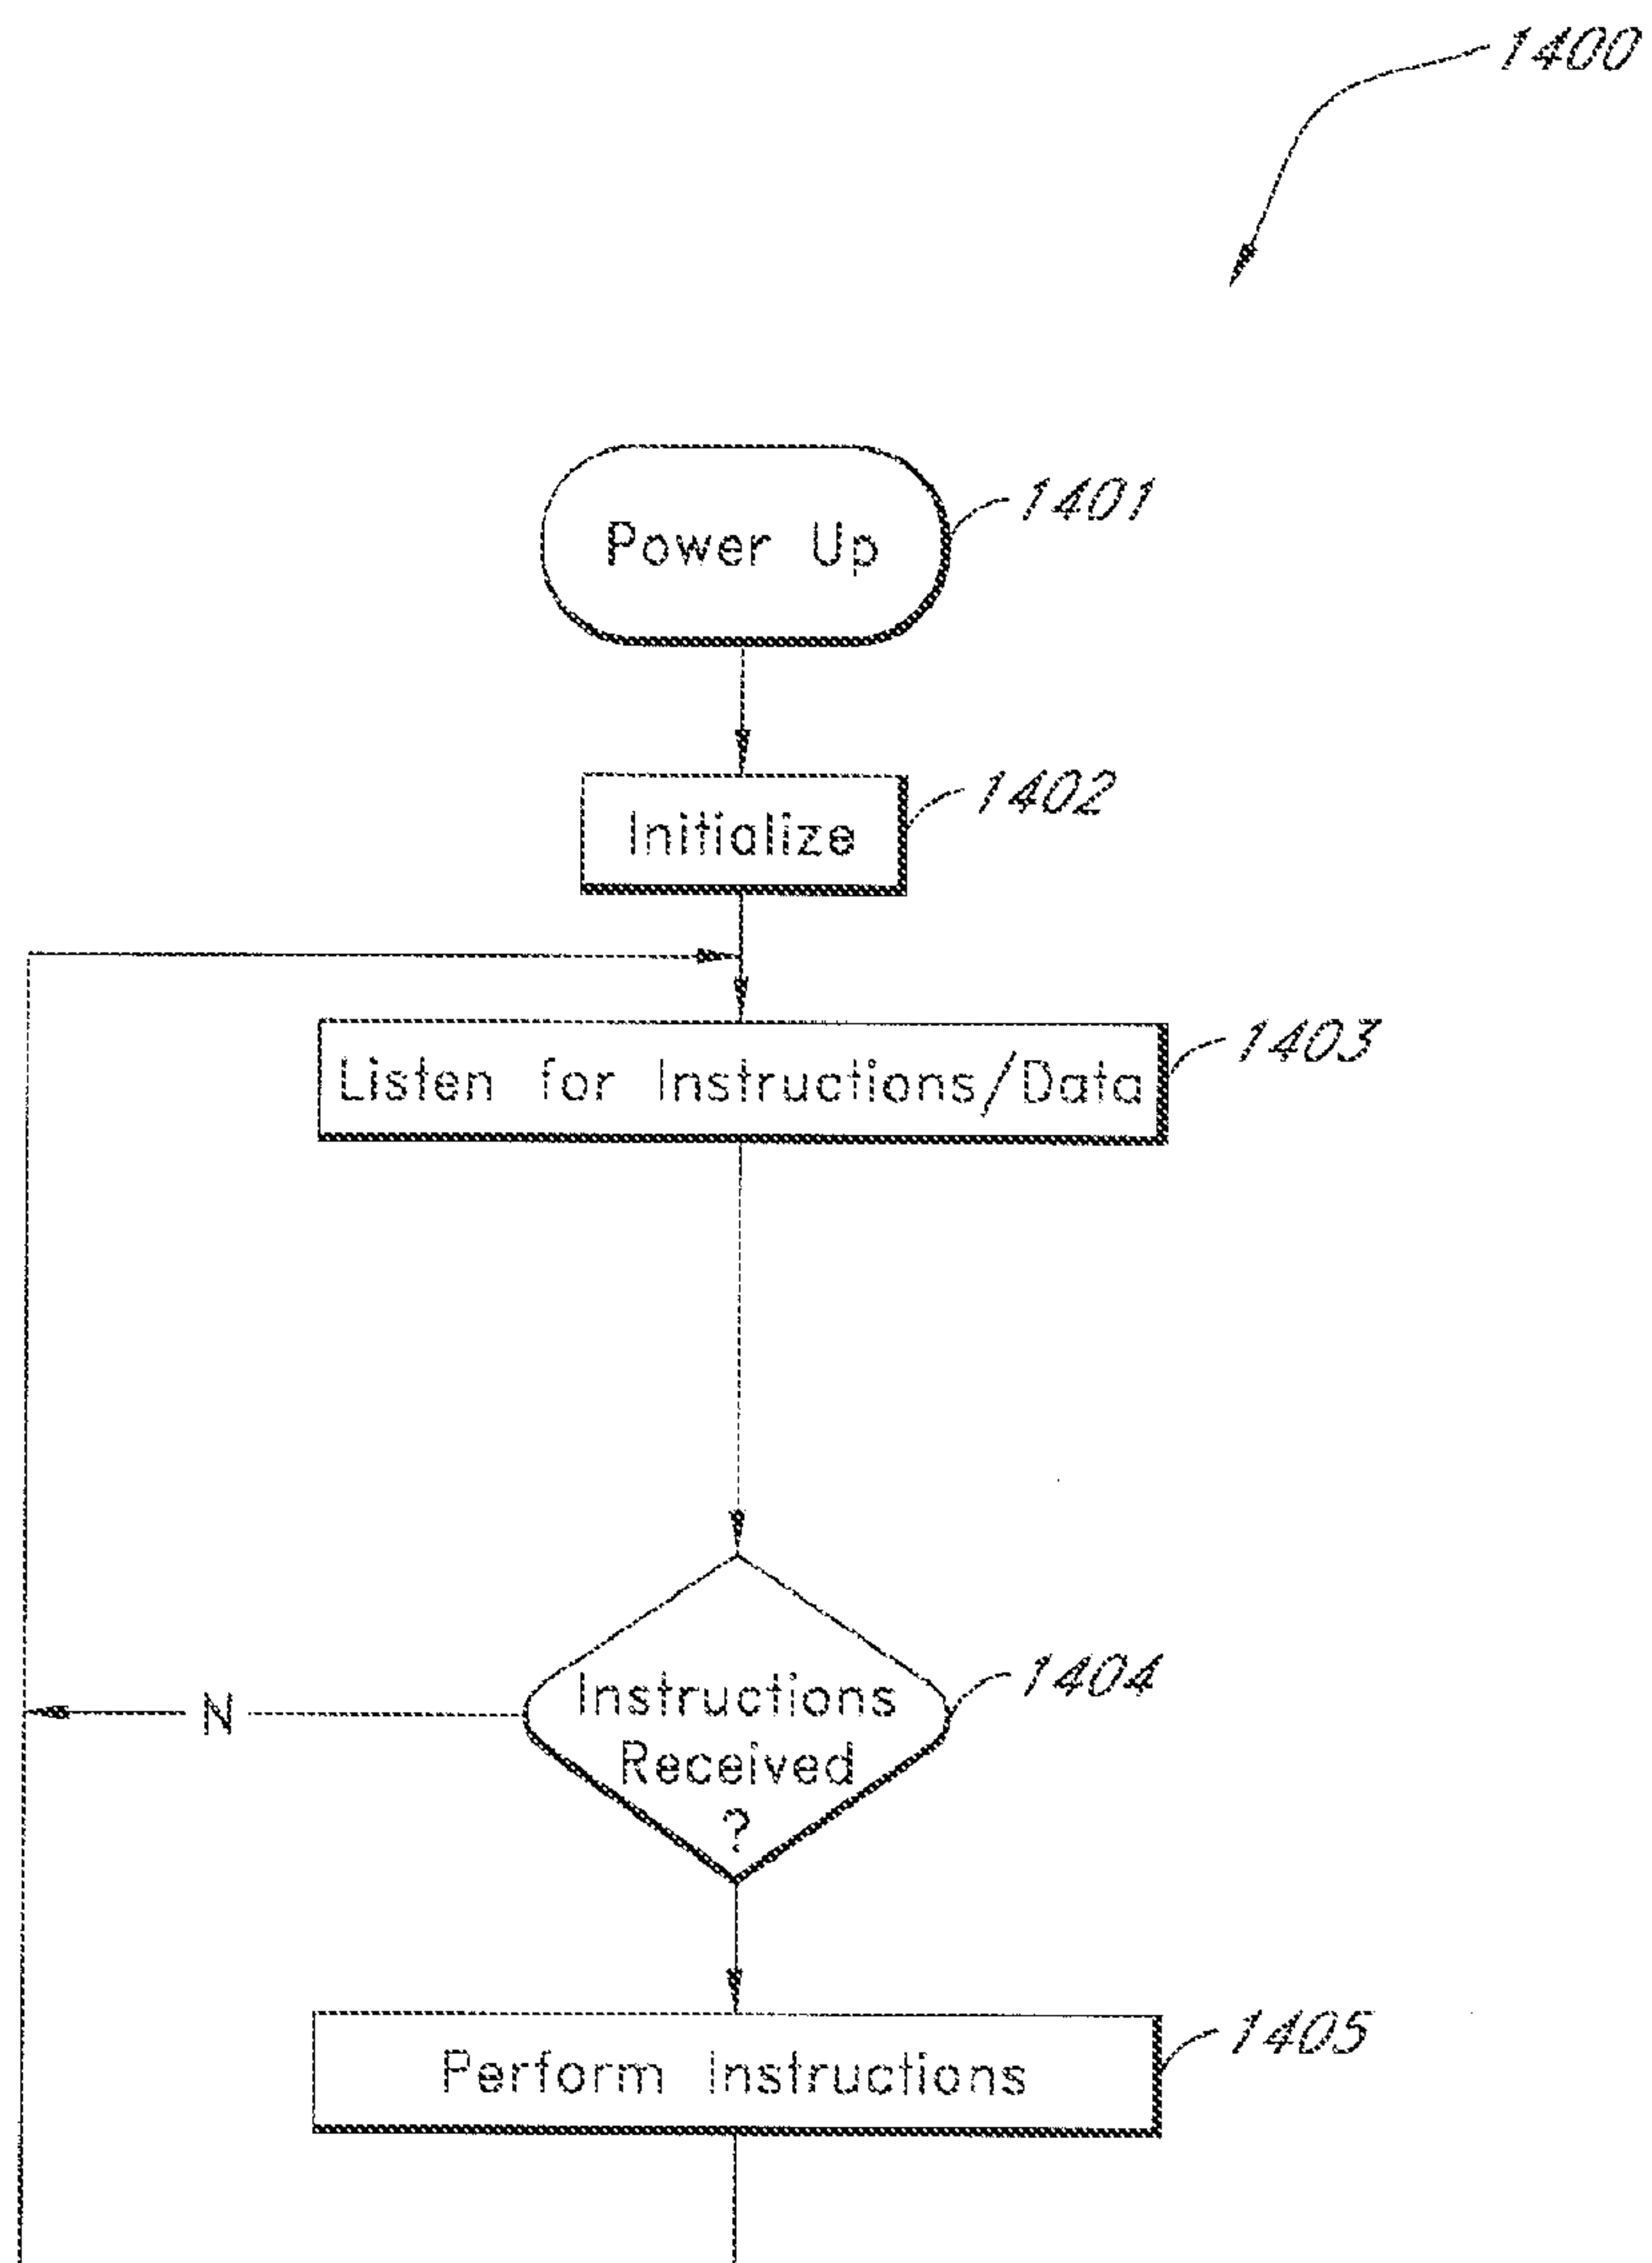 1400
Power Up
1401
Initialize
1402
Listen for Instructions/Data
1403
Instructions
Received
?
1404
N
Perform Instructions
1405